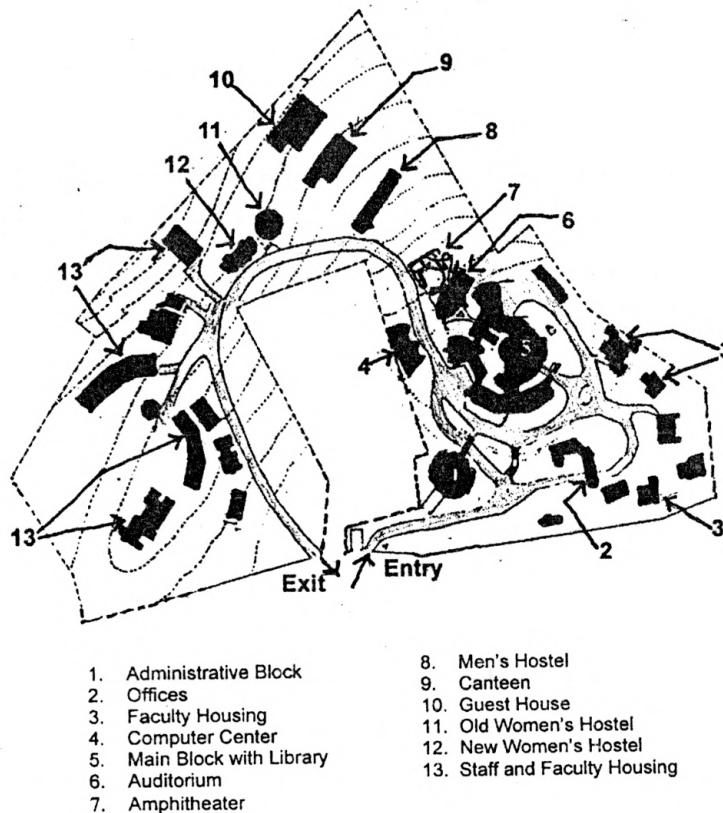 10
9
11
8
12
7
6
13
5
4
1
13
3
2
Exit
Entry
1. Administrative Block
2. Offices
3. Faculty Housing
4. Computer Center
5. Main Block with Library
6. Auditorium
7. Amphitheater
8. Men's Hostel
9. Canteen
10. Guest House
11. Old Women's Hostel
12. New Women's Hostel
13. Staff and Faculty Housing